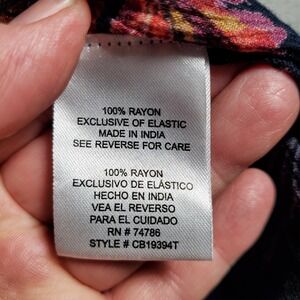 100% RAYON
EXCLUSIVE OF ELASTIC
MADE IN INDIA
SEE REVERSE FOR CARE
100% RAYON
EXCLUSIVO DE ELÁSTICO
HECHO EN INDIA
VEA EL REVERSO
PARA EL CUIDADO
RN # 74786
STYLE # CB19394T